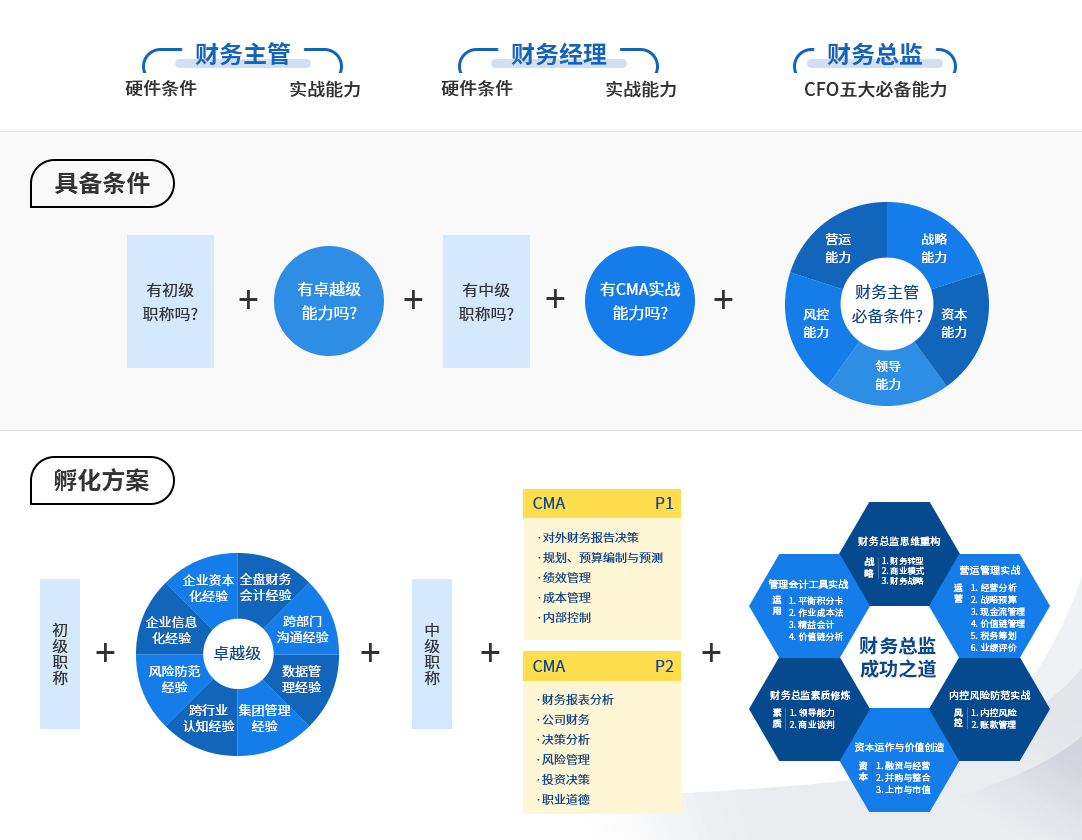 财务主管
硬件条件
实战能力
财务经理
硬件条件
实战能力
财务总监
CFO五大必备能力
具备条件
有初级
职称吗?
+
有卓越级
能力吗?
+
有中级
职称吗?
+
有CMA实战
能力吗?
+
营运
能力
战略
能力
风控
能力
财务主管
必备条件?
资本
能力
领导
能力
孵化方案
初级职称
+
企业资本
化经验
全盘财务
会计经验
企业信息
化经验
跨部门
沟通经验
卓越级
风险防范
经验
数据管
理经验
跨行业
认知经验
集团管理
经验
+
中级职称
+
CMA P1
·对外财务报告决策
·规划、预算编制与预测
·绩效管理
·成本管理
·内部控制
CMA P2
·财务报表分析
·公司财务
·决策分析
·风险管理
·投资决策
·职业道德
+
财务总监思维重构
战略
1. 财务转型
2. 商业模式
3. 财务战略
管理会计工具实战
运用
1. 平衡积分卡
2. 作业成本法
3. 精益会计
4. 价值链分析
营运管理实战
运营
1. 经营分析
2. 战略预算
3. 现金流管理
4. 价值链管理
5. 税务筹划
6. 业绩评价
财务总监
成功之道
财务总监素质修炼
素质
1. 领导能力
2. 商业谈判
内控风险防范实战
风控
1. 内控风险
2. 账款管理
资本运作与价值创造
资本
1. 融资与经营
2. 并购与整合
3. 上市与市值